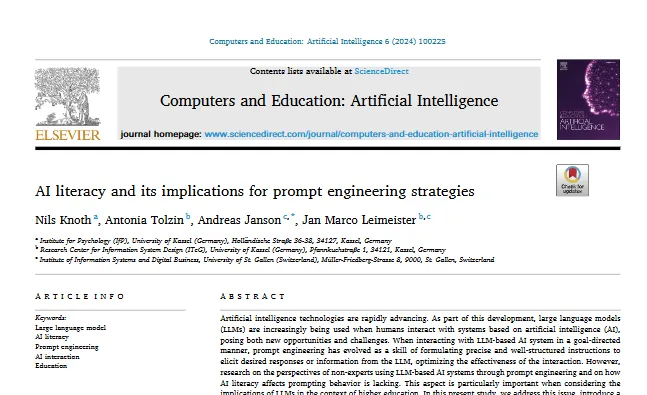 Computers and Education: Artificial Intelligence 6 (2024) 100225
Contents lists available at ScienceDirect
Computers and Education: Artificial Intelligence
ELSEVIER
journal homepage: www.sciencedirect.com/journal/computers-and-education-artificial-intelligence
ARTIFICIAL
INTELLIGENCE
Check for
updates
AI literacy and its implications for prompt engineering strategies
Nils Knoth a, Antonia Tolzin b, Andreas Janson c,*, Jan Marco Leimeister b,c
a Institute for Psychology (IfP), University of Kassel (Germany), Holländische Straße 36-38, 34127, Kassel, Germany
b Research Center for Information System Design (ITeG), University of Kassel (Germany), Pfannkuchstraße 1, 34121, Kassel, Germany
c Institute of Information Systems and Digital Business, University of St. Gallen (Switzerland), Müller-Friedberg-Strasse 8, 9000, St. Gallen, Switzerland
ARTICLE INFO
Keywords:
Large language model
AI literacy
Prompt engineering
AI interaction
Education
ABSTRACT
Artificial intelligence technologies are rapidly advancing. As part of this development, large language models
(LLMs) are increasingly being used when humans interact with systems based on artificial intelligence (AI),
posing both new opportunities and challenges. When interacting with LLM-based AI system in a goal-directed
manner, prompt engineering has evolved as a skill of formulating precise and well-structured instructions to
elicit desired responses or information from the LLM, optimizing the effectiveness of the interaction. However,
research on the perspectives of non-experts using LLM-based AI systems through prompt engineering and on how
AI literacy affects prompting behavior is lacking. This aspect is particularly important when considering the
implications of LLMs in the context of higher education. In this present study, we address this issue, introduce a